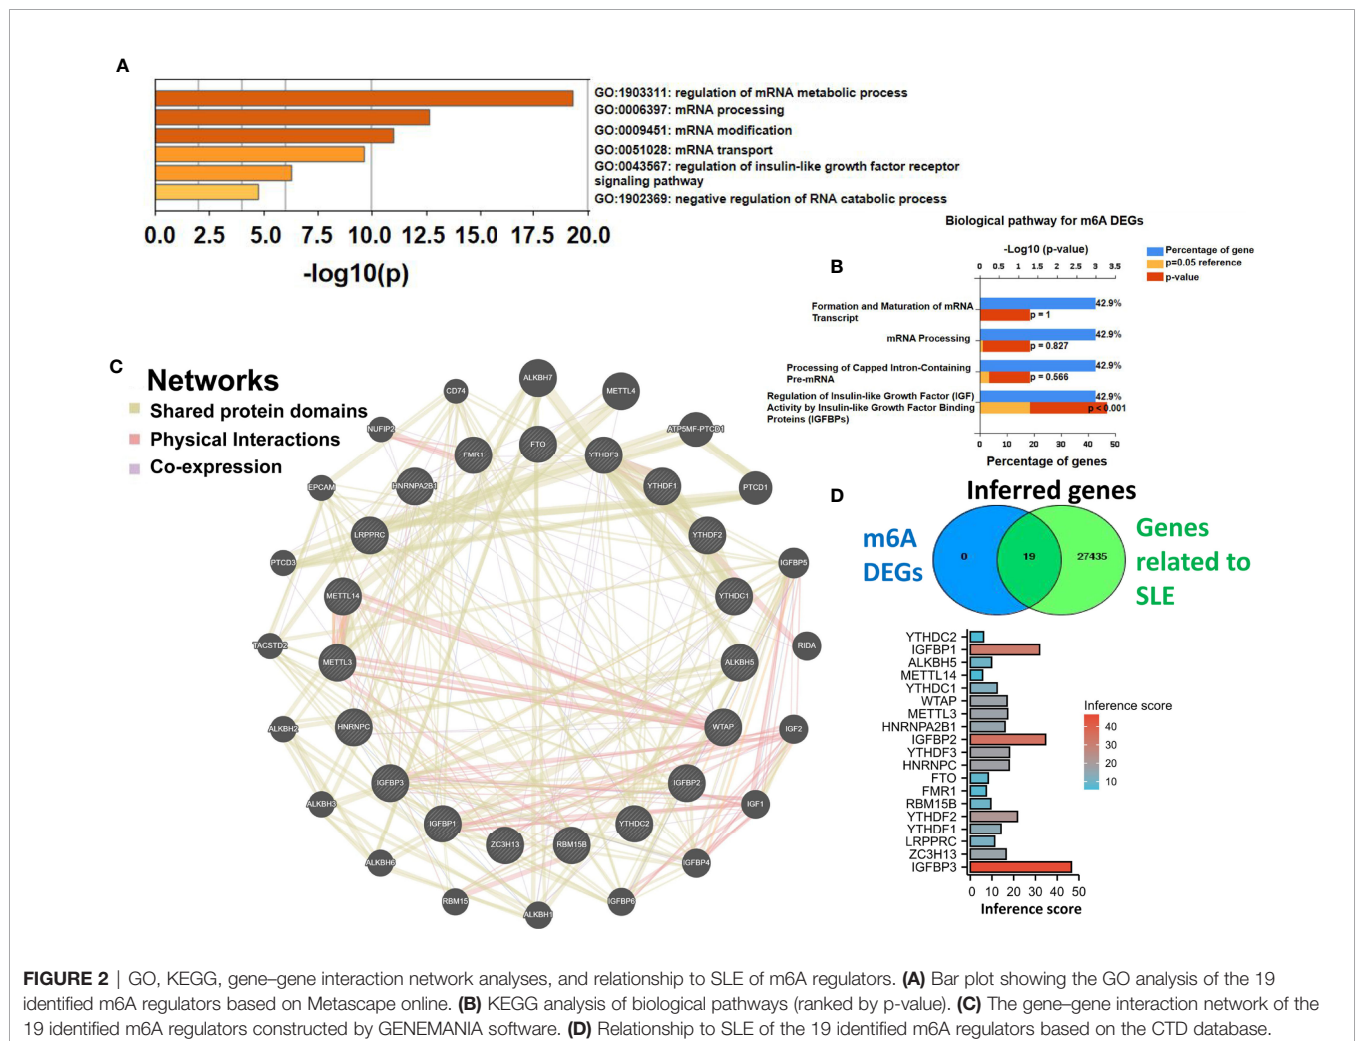 A
GO:1903311: regulation of mRNA metabolic process
GO:0006397: mRNA processing
GO:0009451: mRNA modification
GO:0051028: mRNA transport
GO:0043567: regulation of insulin-like growth factor receptor
signaling pathway
GO:1902369: negative regulation of RNA catabolic process
0.0 2.5 5.0 7.5 10.0 12.5 15.0 17.5 20.0
-log10(p)
B
Biological pathway for m6A DEGs
-Log10 (p-value)
0 0.5 1 1.5 2 2.5 3 3.5
Percentage of gene
p=0.05 reference
p-value
Formation and Maturation of mRNA
Transcript
42.9%
p = 1
mRNA Processing
42.9%
p = 0.827
Processing of Capped Intron-Containing
Pre-mRNA
42.9%
p = 0.566
Regulation of Insulin-like Growth Factor (IGF)
Activity by Insulin-like Growth Factor Binding
Proteins (IGFBPs)
42.9%
p < 0.001
0 10 20 30 40 50
Percentage of genes
C
Networks
Shared protein domains
Physical Interactions
Co-expression
ALKBH7
METTL4
CD74
ATP5MF-PTCD1
NUFIP2
FTO
FMR1
YTHDF3
HNRNPA2B1
YTHDF1
EPCAM
PTCD1
LRPPRC
YTHDF2
PTCD3
IGFBP5
METTL14
YTHDC1
TACSTD2
RIDA
METTL3
ALKBH5
ALKBH2
HNRNPC
WTAP
IGF2
IGFBP3
IGFBP2
ALKBH3
IGF1
IGFBP1
YTHDC2
ZC3H13
RBM15B
ALKBH6
IGFBP4
RBM15
IGFBP6
ALKBH1
D
Inferred genes
m6A
DEGs
0
19
27435
Genes
related to
SLE
YTHDC2
IGFBP1
ALKBH5
METTL14
YTHDC1
WTAP
METTL3
HNRNPA2B1
IGFBP2
YTHDF3
HNRNPC
FTO
FMR1
RBM15B
YTHDF2
YTHDF1
LRPPRC
ZC3H13
IGFBP3
0 10 20 30 40 50
Inference score
Inference score
40
30
20
10
FIGURE 2 | GO, KEGG, gene–gene interaction network analyses, and relationship to SLE of m6A regulators. (A) Bar plot showing the GO analysis of the 19
identified m6A regulators based on Metascape online. (B) KEGG analysis of biological pathways (ranked by p-value). (C) The gene–gene interaction network of the
19 identified m6A regulators constructed by GENEMANIA software. (D) Relationship to SLE of the 19 identified m6A regulators based on the CTD database.